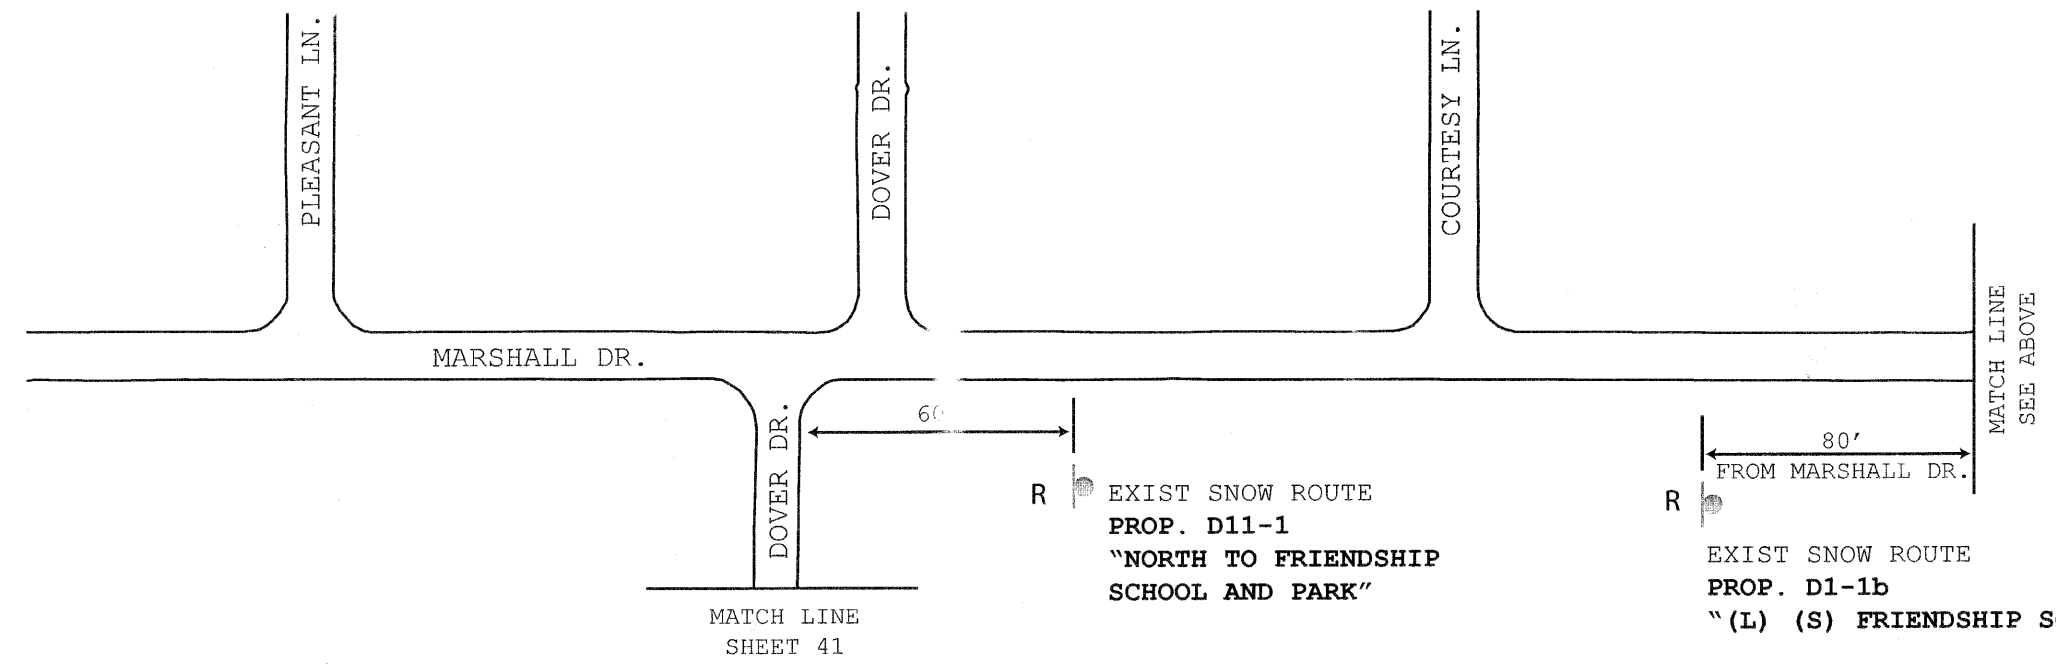 PLEASANT LN.
DOVER DR.
COURTESY LN.
MARSHALL DR.
DOVER DR.
60
MATCH LINE
SEE ABOVE
80'
FROM MARSHALL DR.
R
EXIST SNOW ROUTE
PROP. D11-1
"NORTH TO FRIENDSHIP
SCHOOL AND PARK"
R
EXIST SNOW ROUTE
PROP. D1-1b
"(L) (S) FRIENDSHIP S
MATCH LINE
SHEET 41